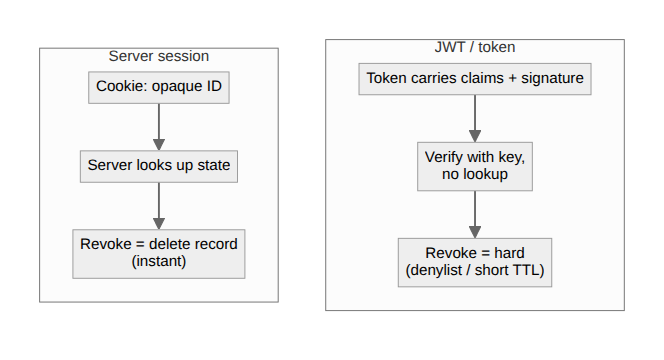 Server session
Cookie: opaque ID
Server looks up state
Revoke = delete record
(instant)
JWT / token
Token carries claims + signature
Verify with key,
no lookup
Revoke = hard
(denylist / short TTL)